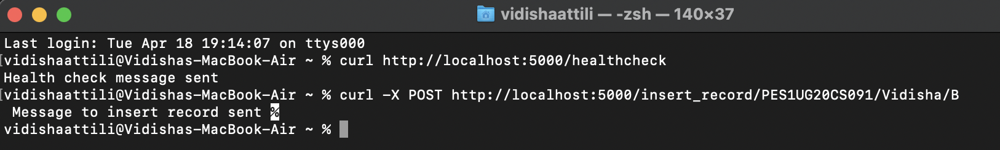 vidishaattili — -zsh — 140×37
Last login: Tue Apr 18 19:14:07 on ttys000
[vidishaattili@Vidishas-MacBook-Air ~ % curl http://localhost:5000/healthcheck
Health check message sent
[vidishaattili@Vidishas-MacBook-Air ~ % curl -X POST http://localhost:5000/insert_record/PES1UG20CS091/Vidisha/B
 Message to insert record sent %
vidishaattili@Vidishas-MacBook-Air ~ %